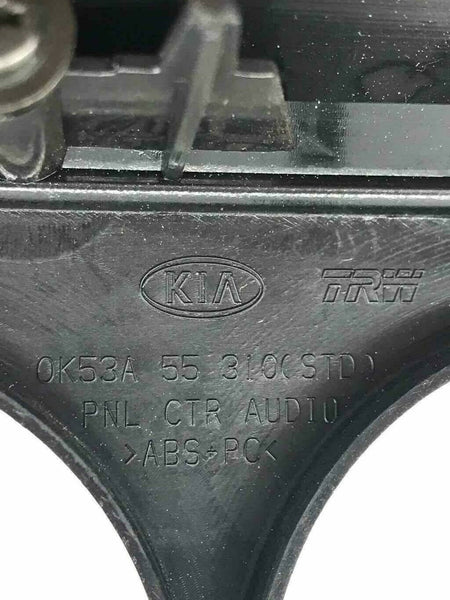 KIA TRW
0K53A 55 310(STD)
PNL CTR AUDIO
>ABS+PC<